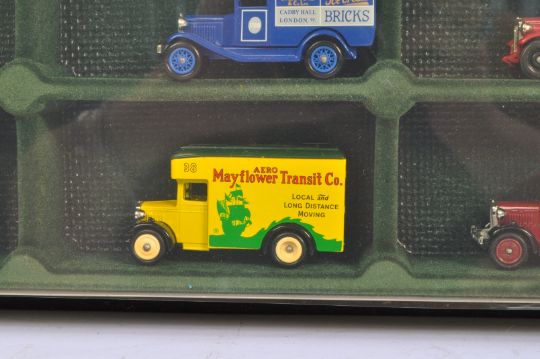 CADBY HALL
LONDON, W.
BRICKS
38
AERO
Mayflower Transit Co.
LOCAL and
LONG DISTANCE
MOVING